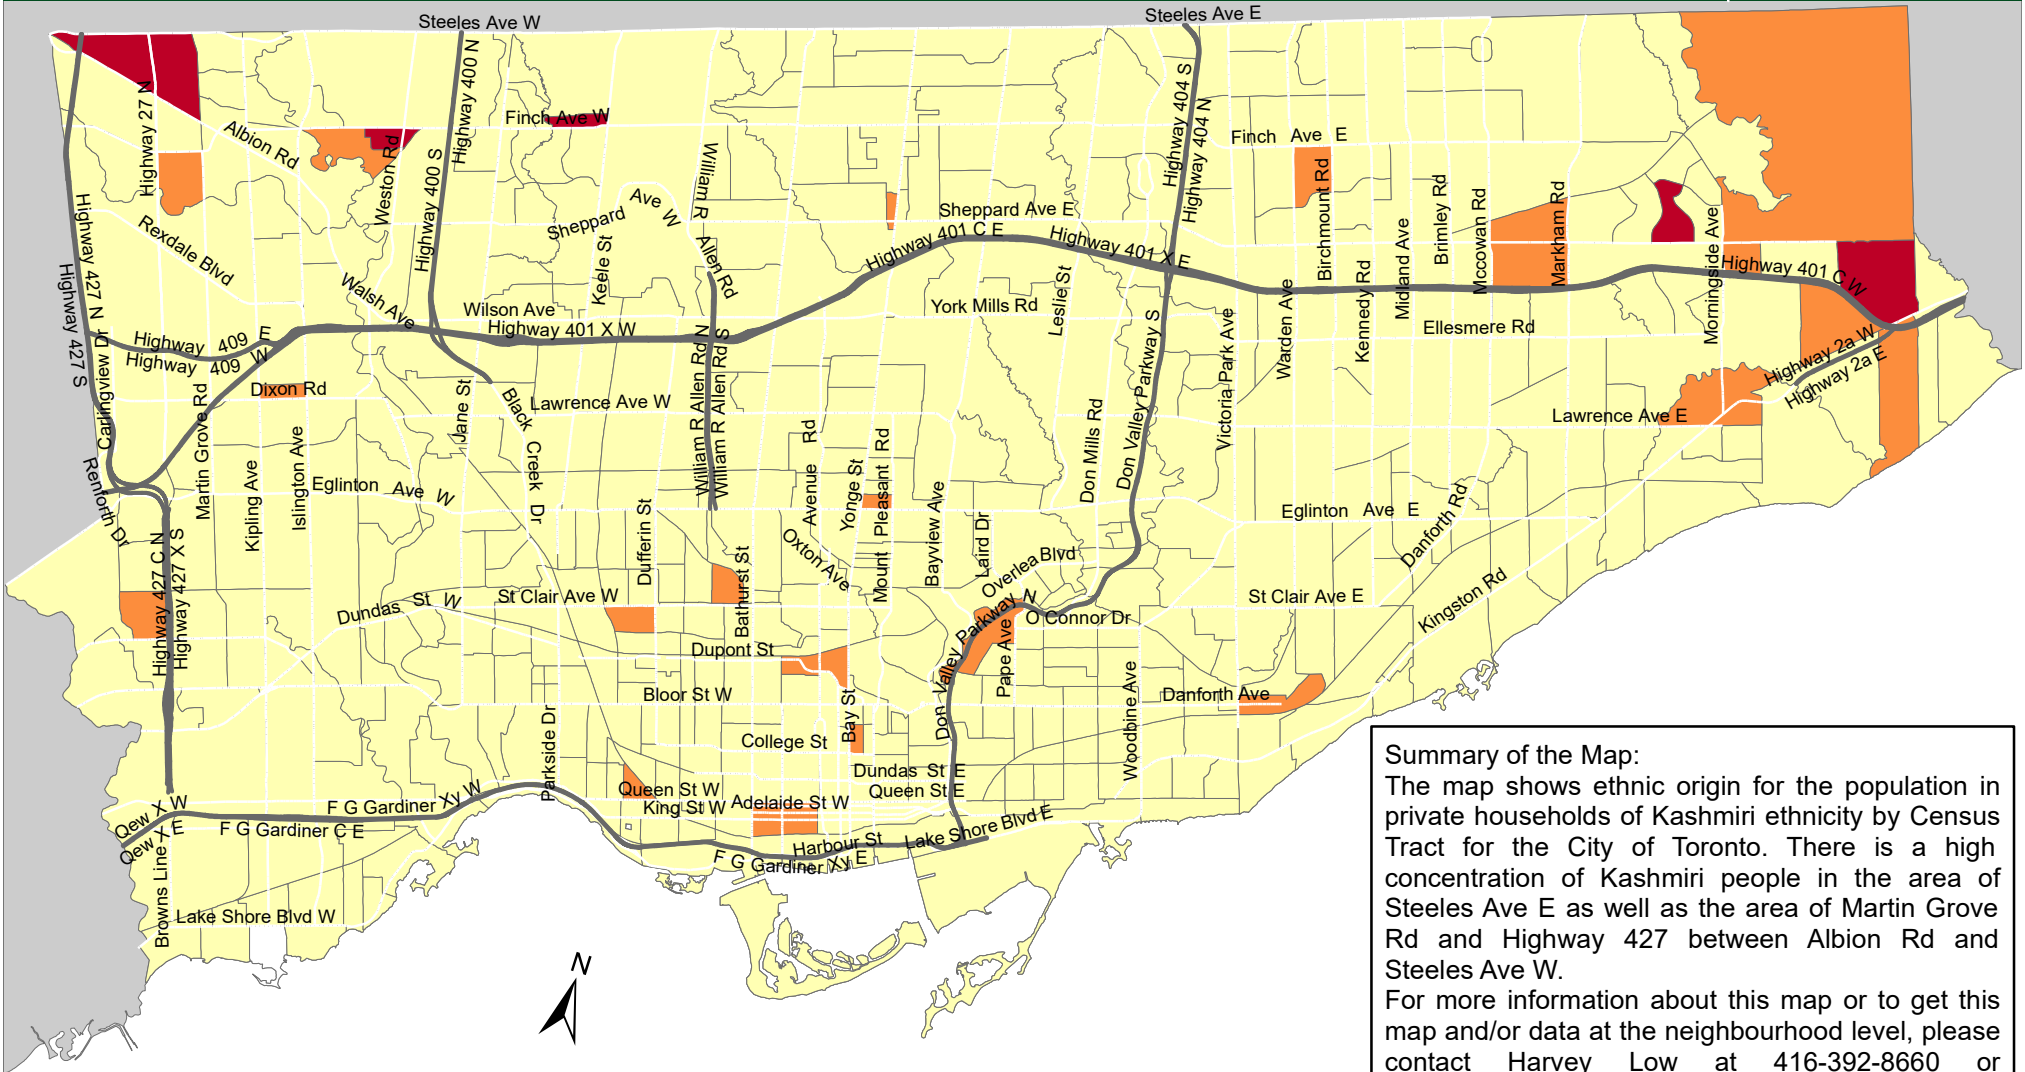 Steeles Ave W
Steeles Ave E
Highway 400 N
Highway 404 S
Highway 404 N
Highway 27 N
Albion Rd
Finch Ave W
Finch Ave E
Weston Rd
Highway 400 S
William R Allen Rd
Birchmount Rd
Sheppard Ave W
Sheppard Ave E
Keele St
Midland Ave
Brimley Rd
Mccowan Rd
Markham Rd
Morningside Ave
Highway 427 N
Highway 427 S
Rexdale Blvd
Highway 401 C E
Highway 401 X E
Highway 401 C W
Walsh Ave
Wilson Ave
Highway 401 X W
York Mills Rd
Leslie St
Warden Ave
Kennedy Rd
Ellesmere Rd
Highway 409 E
Highway 409 W
Carlingview Dr
Dixon Rd
Martin Grove Rd
Jane St
Black Creek Dr
Lawrence Ave W
William R Allen Rd N
William R Allen Rd S
Don Valley Parkway S
Victoria Park Ave
Highway 2a W
Highway 2a E
Lawrence Ave E
Renforth Dr
Kipling Ave
Islington Ave
Eglinton Ave W
Avenue Rd
Yonge St
Mount Pleasant Rd
Bayview Ave
Laird Dr
Don Mills Rd
Eglinton Ave E
Danforth Rd
Highway 427 C N
Highway 427 X S
Dufferin St
Bathurst St
Oxton Ave
Overlea Blvd
Dundas St W
St Clair Ave W
St Clair Ave E
Kingston Rd
Don Valley Parkway N
O Connor Dr
Pape Ave
Dupont St
Bloor St W
Danforth Ave
Woodbine Ave
Parkside Dr
Bay St
College St
Dundas St E
Queen St E
Queen St W
King St W
Adelaide St W
Qew X W
Qew X E
F G Gardiner Xy W
F G Gardiner C E
Harbour St
Lake Shore Blvd E
F G Gardiner Xy E
Browns Line
Lake Shore Blvd W
N
Summary of the Map:
The map shows ethnic origin for the population in
private households of Kashmiri ethnicity by Census
Tract for the City of Toronto. There is a high
concentration of Kashmiri people in the area of
Steeles Ave E as well as the area of Martin Grove
Rd and Highway 427 between Albion Rd and
Steeles Ave W.
For more information about this map or to get this
map and/or data at the neighbourhood level, please
contact Harvey Low at 416-392-8660 or